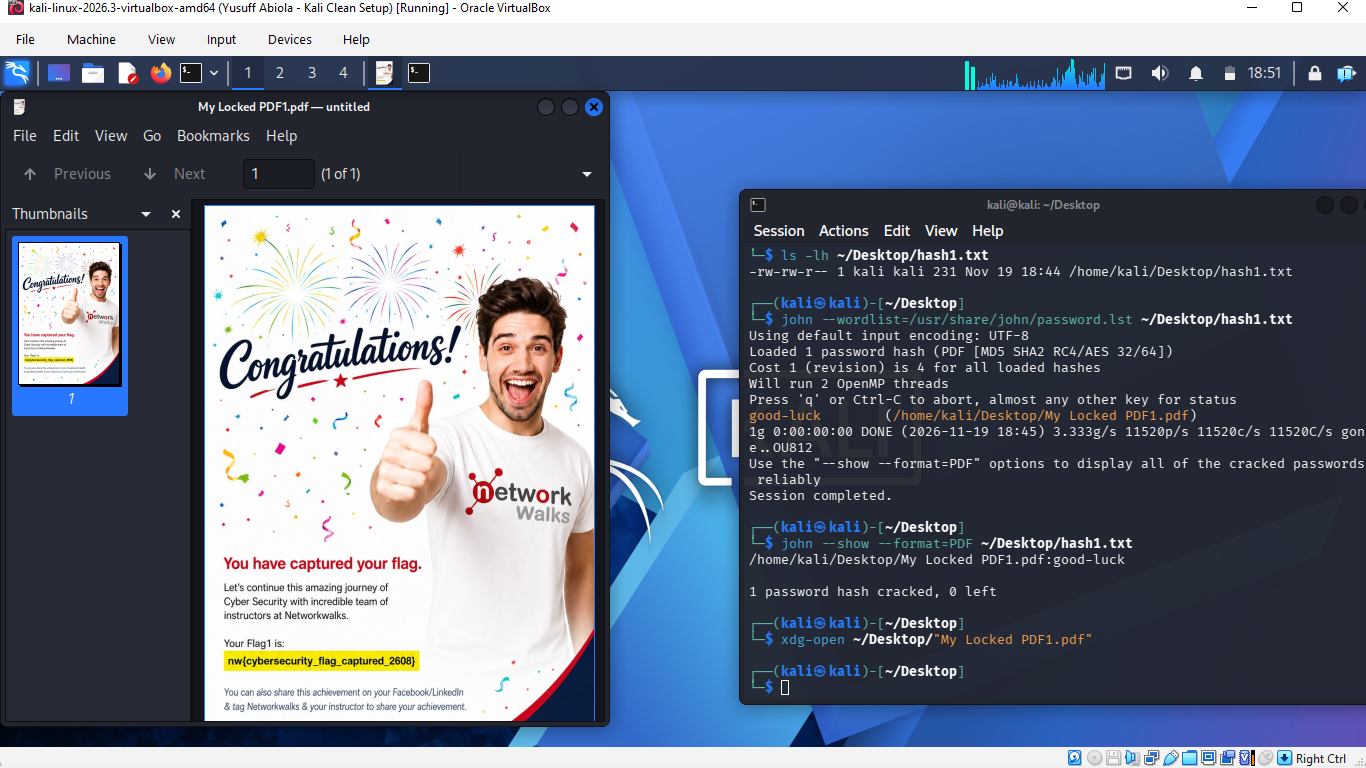 kali-linux-2026.3-virtualbox-amd64 (Yusuff Abiola - Kali Clean Setup) [Running] - Oracle VirtualBox
File Machine View Input Devices Help
1 2 3 4 18:51
My Locked PDF1.pdf — untitled
File Edit View Go Bookmarks Help
Previous Next 1 (1 of 1)
Thumbnails
Congratulations!
network
Walks
You have captured your flag.
1
Congratulations!
network
Walks
You have captured your flag.
Let's continue this amazing journey of
Cyber Security with incredible team of
instructors at Networkwalks.
Your Flag1 is:
nw{cybersecurity_flag_captured_2608}
You can also share this achievement on your Facebook/LinkedIn
& tag Networkwalks & your instructor to share your achievement.
kali@kali: ~/Desktop
Session Actions Edit View Help
└─$ ls -lh ~/Desktop/hash1.txt
-rw-rw-r-- 1 kali kali 231 Nov 19 18:44 /home/kali/Desktop/hash1.txt
┌──(kali㉿kali)-[~/Desktop]
└─$ john --wordlist=/usr/share/john/password.lst ~/Desktop/hash1.txt
Using default input encoding: UTF-8
Loaded 1 password hash (PDF [MD5 SHA2 RC4/AES 32/64])
Cost 1 (revision) is 4 for all loaded hashes
Will run 2 OpenMP threads
Press 'q' or Ctrl-C to abort, almost any other key for status
good-luck (/home/kali/Desktop/My Locked PDF1.pdf)
1g 0:00:00:00 DONE (2026-11-19 18:45) 3.333g/s 11520p/s 11520c/s 11520C/s gon
e..OU812
Use the "--show --format=PDF" options to display all of the cracked passwords
reliably
Session completed.
┌──(kali㉿kali)-[~/Desktop]
└─$ john --show --format=PDF ~/Desktop/hash1.txt
/home/kali/Desktop/My Locked PDF1.pdf:good-luck
1 password hash cracked, 0 left
┌──(kali㉿kali)-[~/Desktop]
└─$ xdg-open ~/Desktop/"My Locked PDF1.pdf"
┌──(kali㉿kali)-[~/Desktop]
└─$
Right Ctrl